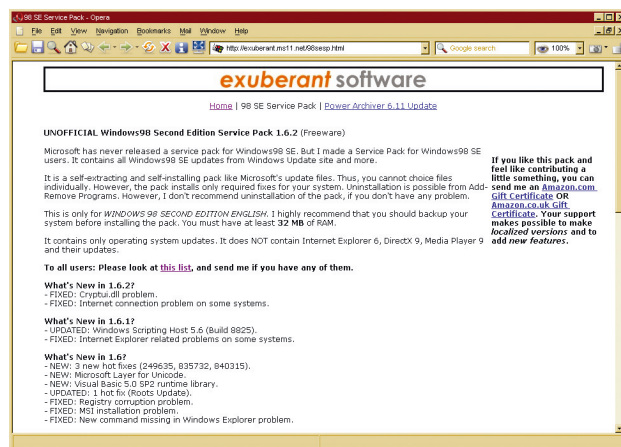 98 SE Service Pack - Opera
File Edit View Navigation Bookmarks Mail Window Help
http://exuberant.ms11.net/98sesp.html Google search 100%
exuberant software
Home | 98 SE Service Pack | Power Archiver 6.11 Update
UNOFFICIAL Windows98 Second Edition Service Pack 1.6.2 (Freeware)
Microsoft has never released a service pack for Windows98 SE. But I made a Service Pack for Windows98 SE
users. It contains all Windows98 SE updates from Windows Update site and more.
It is a self-extracting and self-installing pack like Microsoft's update files. Thus, you cannot choose files
individually. However, the pack installs only required fixes for your system. Uninstallation is possible from Add-
Remove Programs. However, I don't recommend uninstallation of the pack, if you don't have any problem.
This is only for WINDOWS 98 SECOND EDITION ENGLISH. I highly recommend that you should backup your
system before installing the pack. You must have at least 32 MB of RAM.
It contains only operating system updates. It does NOT contain Internet Explorer 6, DirectX 9, Media Player 9
and their updates.
To all users: Please look at this list, and send me if you have any of them.
If you like this pack and
feel like contributing a
little something, you can
send me an Amazon.com
Gift Certificate OR
Amazon.co.uk Gift
Certificate. Your support
makes possible to make
localized versions and to
add new features.
What's New in 1.6.2?
- FIXED: Cryptui.dll problem.
- FIXED: Internet connection problem on some systems.
What's New in 1.6.1?
- UPDATED: Windows Scripting Host 5.6 (Build 8825).
- FIXED: Internet Explorer related problems on some systems.
What's New in 1.6?
- NEW: 3 new hot fixes (249635, 835732, 840315).
- NEW: Microsoft Layer for Unicode.
- NEW: Visual Basic 5.0 SP2 runtime library.
- UPDATED: 1 hot fix (Roots Update).
- FIXED: Registry corruption problem.
- FIXED: MSI installation problem.
- FIXED: New command missing in Windows Explorer problem.